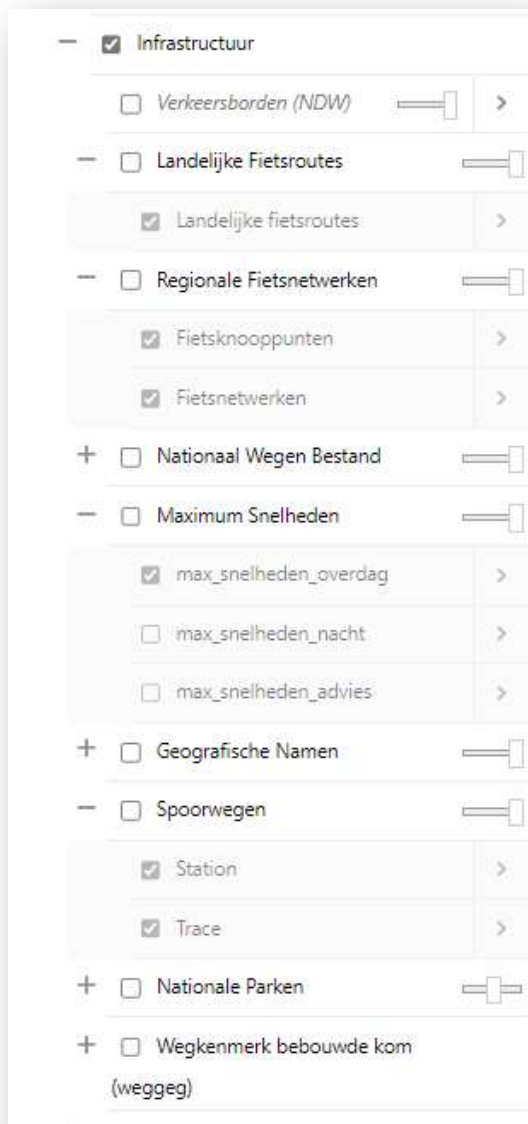 Infrastructuur
Verkeersborden (NDW)
Landelijke Fietsroutes
Landelijke fietsroutes
Regionale Fietsnetwerken
Fietsknooppunten
Fietsnetwerken
Nationaal Wegen Bestand
Maximum Snelheden
max_snelheden_overdag
max_snelheden_nacht
max_snelheden_advies
Geografische Namen
Spoorwegen
Station
Trace
Nationale Parken
Wegkenmerk bebouwde kom
(weggeg)